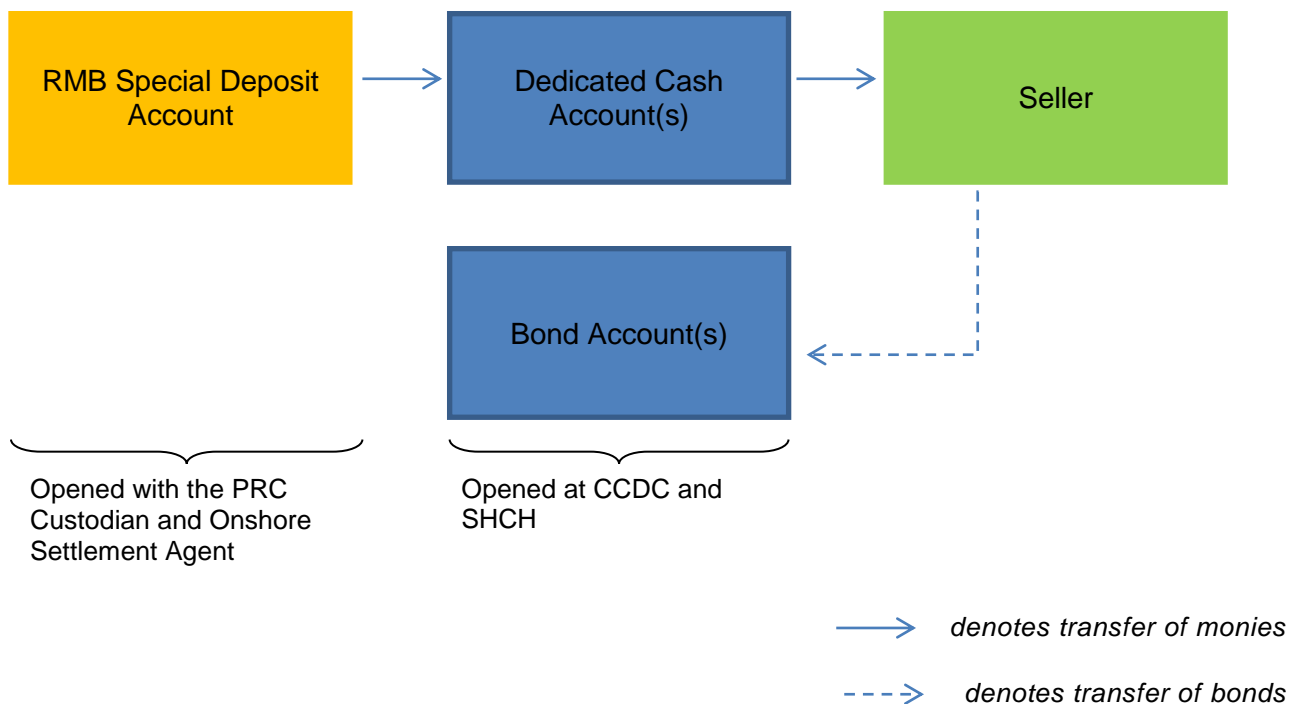 RMB Special Deposit
Account
Dedicated Cash
Account(s)
Seller
Bond Account(s)
Opened with the PRC
Custodian and Onshore
Settlement Agent
Opened at CCDC and
SHCH
denotes transfer of monies
denotes transfer of bonds